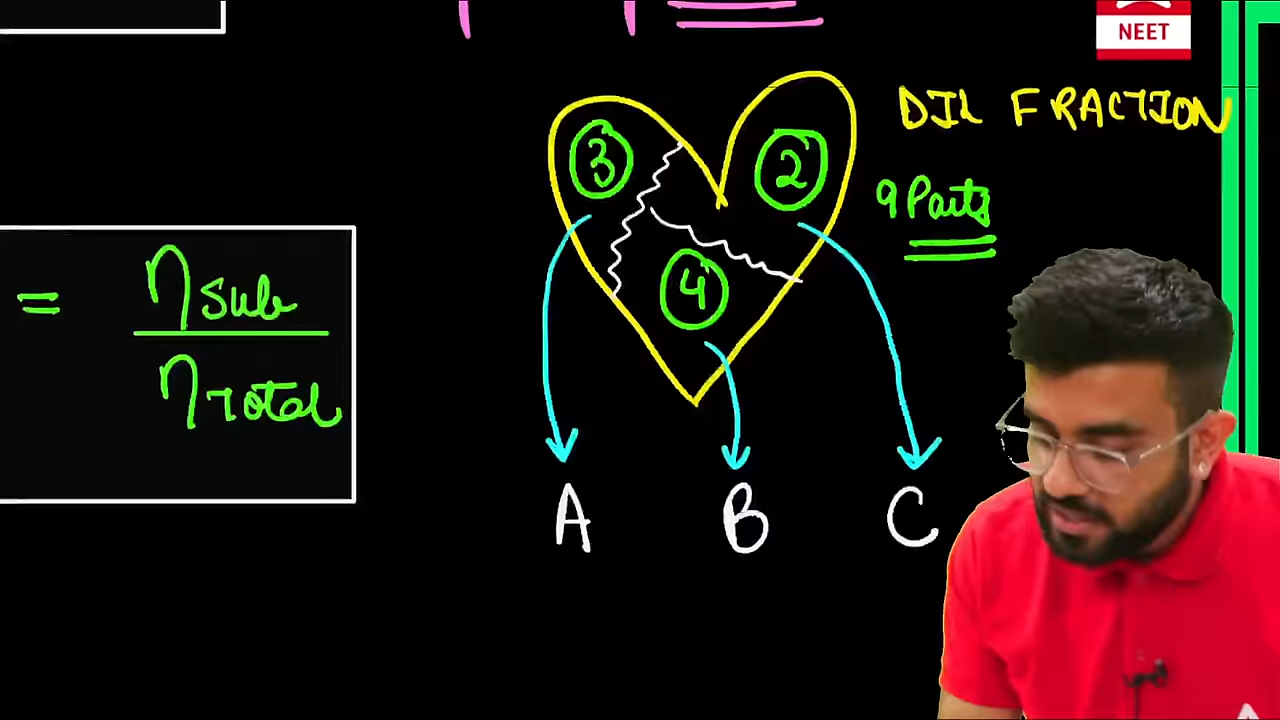 NEET
DIL FRACTION
3
2
9 Parts
4
= ηsub
ηTotal
A B C